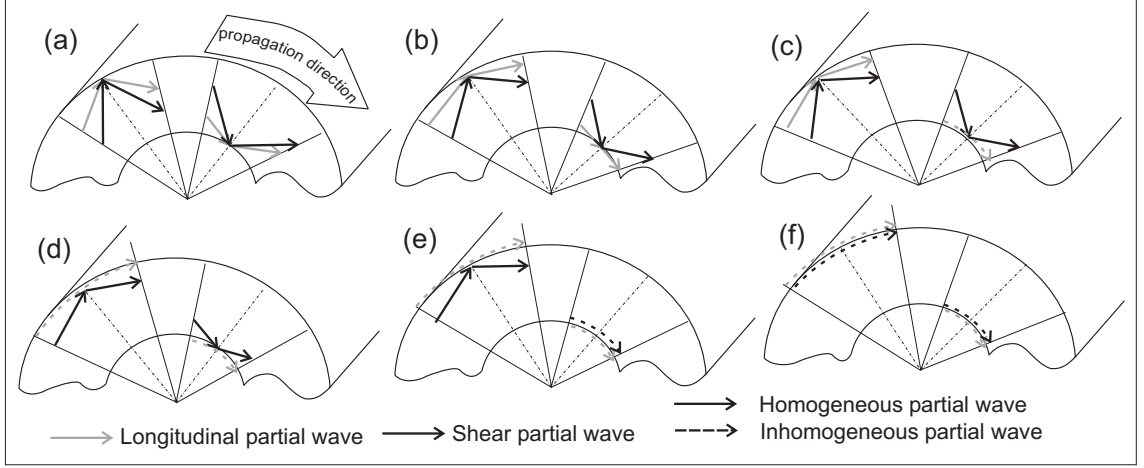 (a)
propagation direction
(b)
(c)
(d)
(e)
(f)
Longitudinal partial wave
Shear partial wave
Homogeneous partial wave
Inhomogeneous partial wave